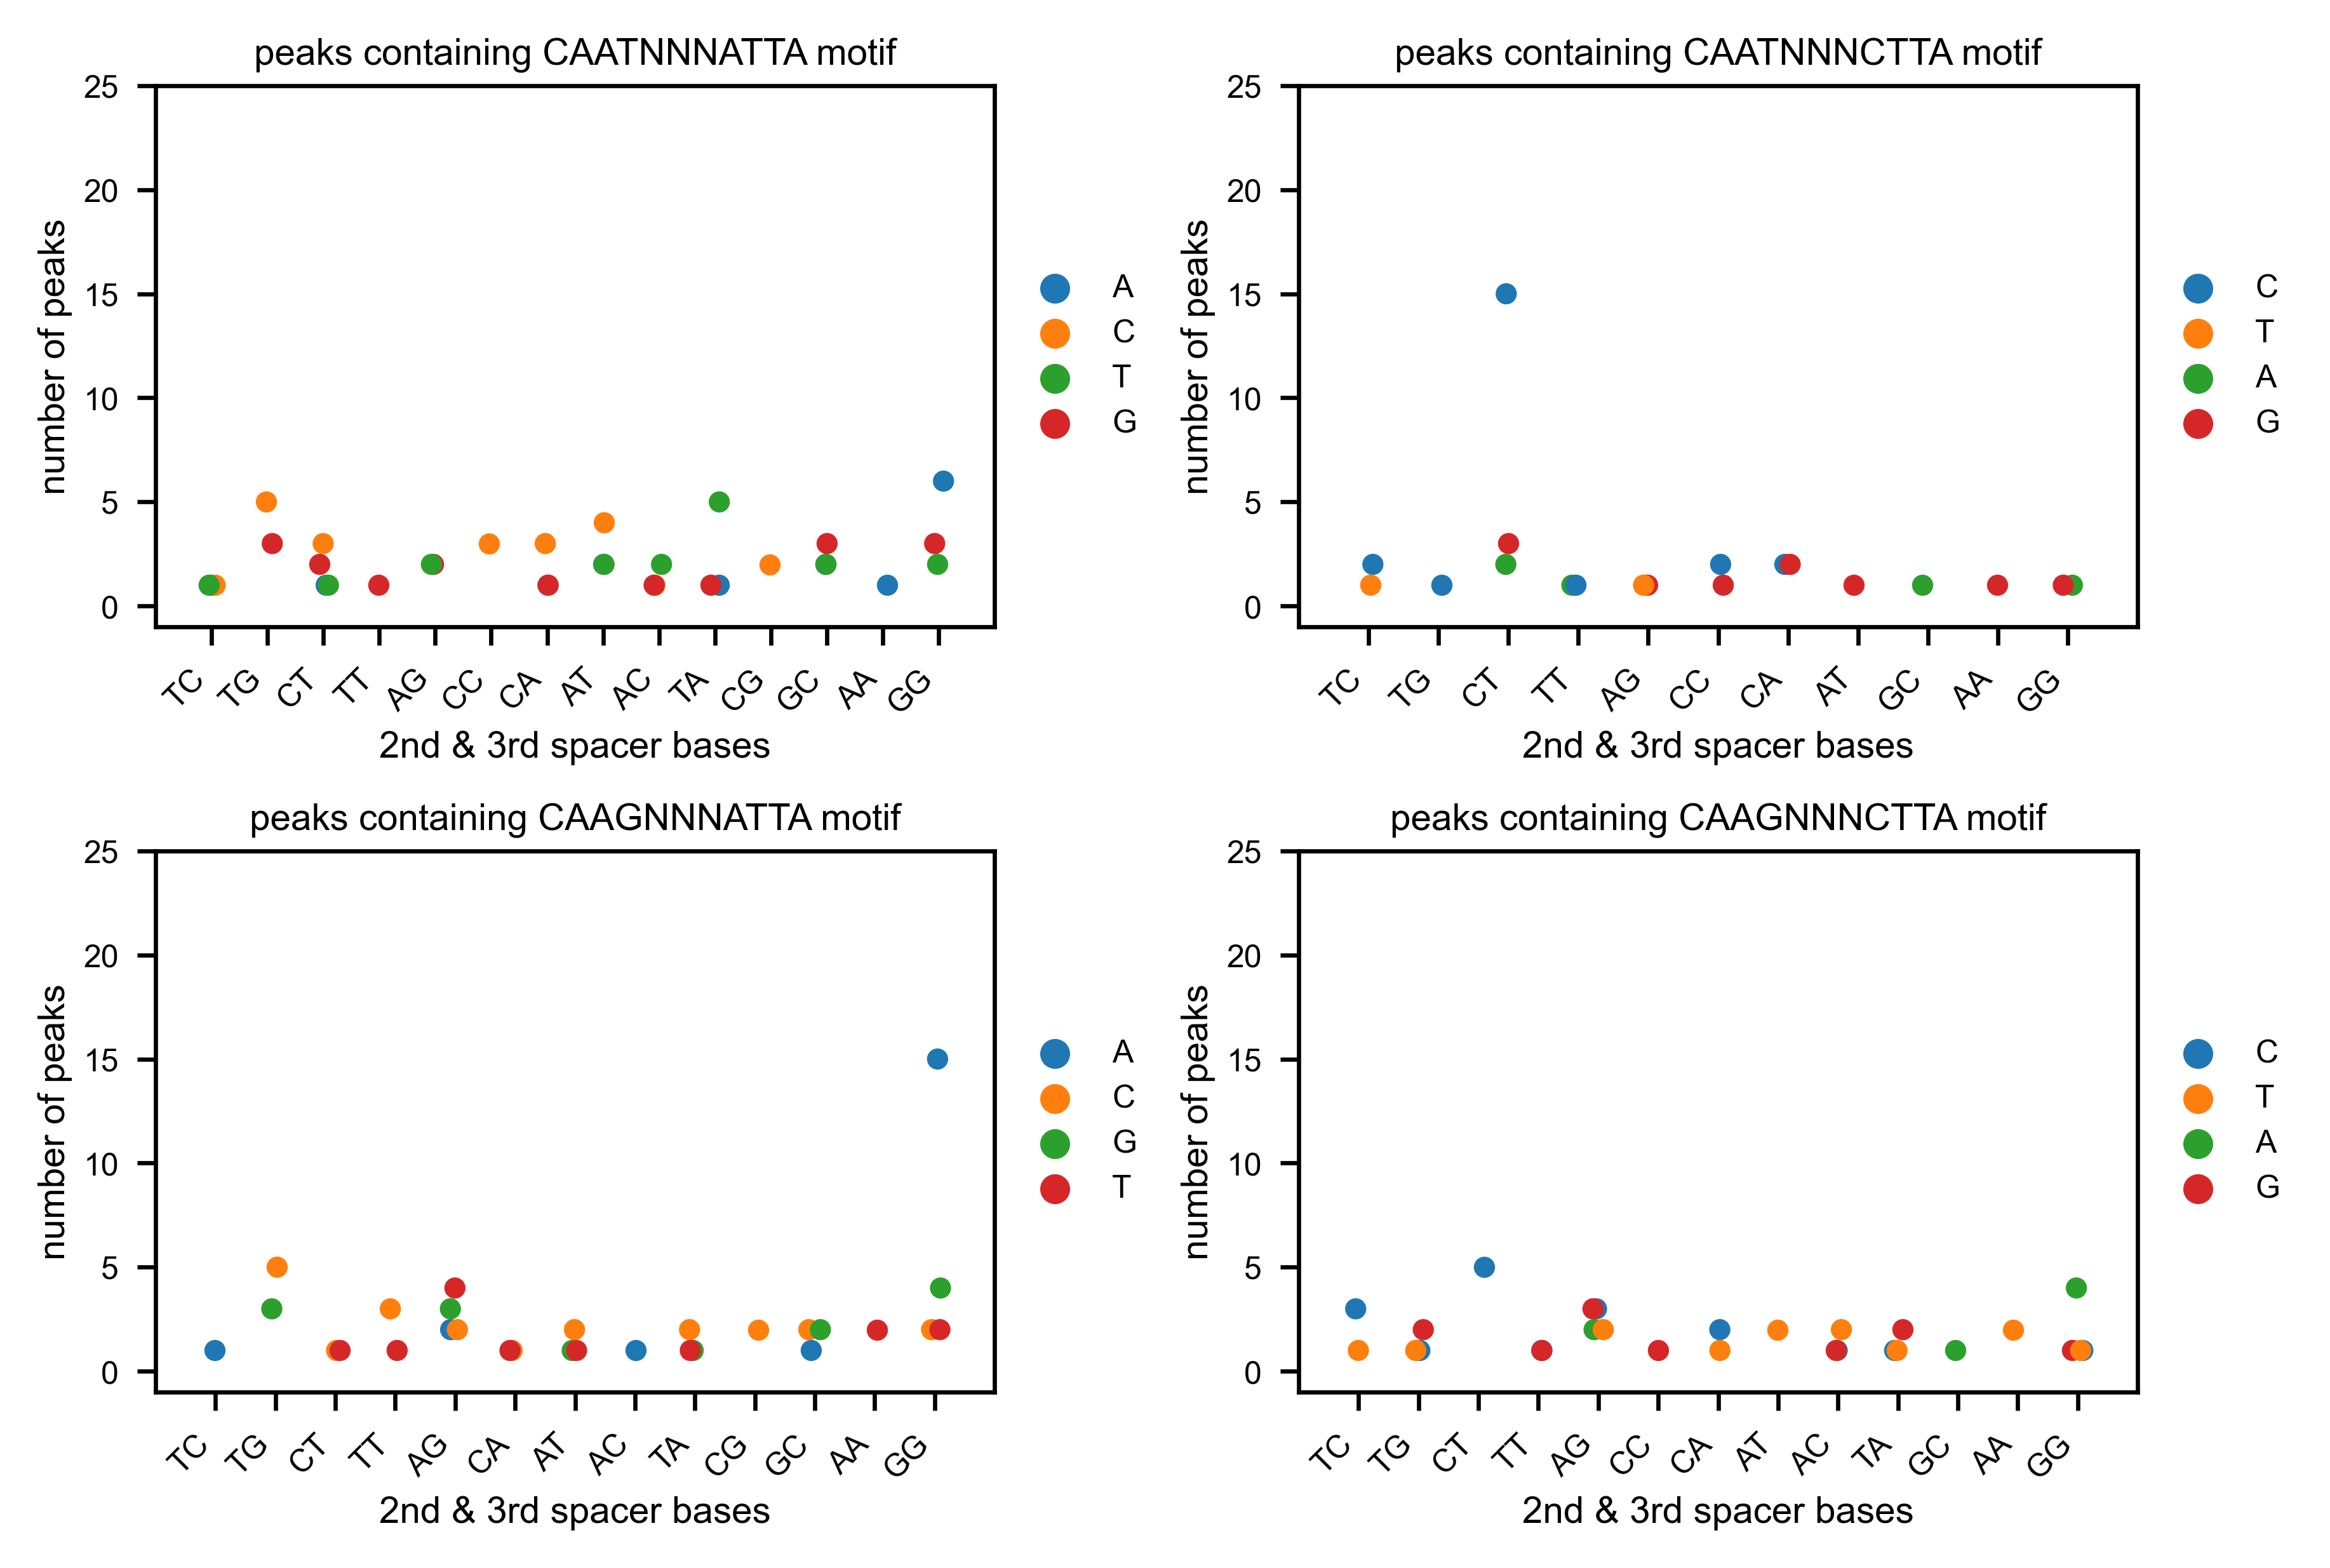 peaks containing CAATNNNATTA motif
25
20
15
10
5
0
number of peaks
TC TG CT TT AG CC CA AT AC TA CG GC AA GG
2nd & 3rd spacer bases
A
C
T
G
peaks containing CAATNNNCTTA motif
25
20
15
10
5
0
number of peaks
TC TG CT TT AG CC CA AT GC AA GG
2nd & 3rd spacer bases
C
T
A
G
peaks containing CAAGNNNATTA motif
25
20
15
10
5
0
number of peaks
TC TG CT TT AG CA AT AC TA CG GC AA GG
2nd & 3rd spacer bases
A
C
G
T
peaks containing CAAGNNNCTTA motif
25
20
15
10
5
0
number of peaks
TC TG CT TT AG CC CA AT AC TA GC AA GG
2nd & 3rd spacer bases
C
T
A
G